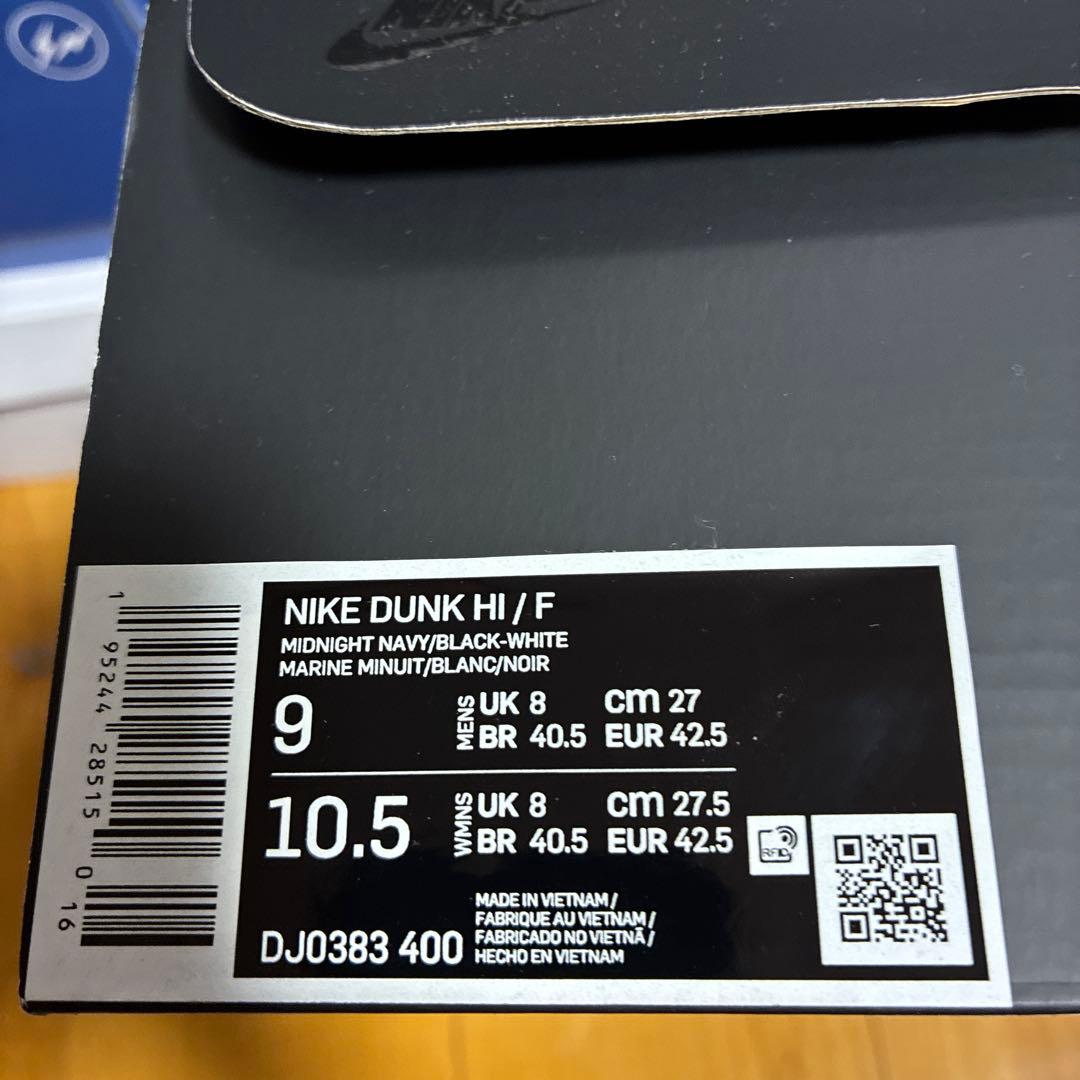 NIKE DUNK HI / F
MIDNIGHT NAVY/BLACK-WHITE
MARINE MINUIT/BLANC/NOIR
9
MENS
UK 8 cm 27
BR 40.5 EUR 42.5
10.5
WMNS
UK 8 cm 27.5
BR 40.5 EUR 42.5
RFID
DJ0383 400
MADE IN VIETNAM /
FABRIQUE AU VIETNAM /
FABRICADO NO VIETNÃ /
HECHO EN VIETNAM
1 95244 28515 0 16